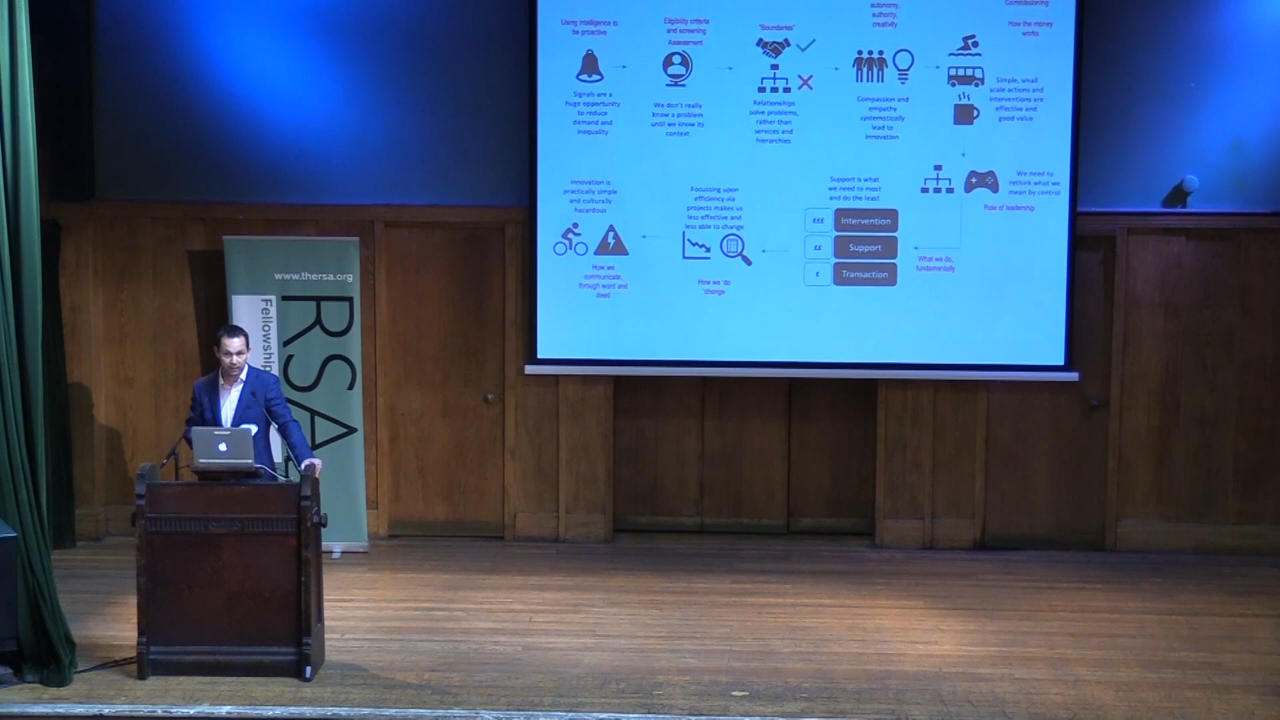 autonomy,
authority,
creativity
Commissioning
How the money
works
Using intelligence to
be proactive
Eligibility criteria
and screening
Assessment
"Boundaries"
Signals are a
huge opportunity
to reduce
demand and
inequality
We don't really
know a problem
until we know its
context
Relationships
solve problems,
rather than
services and
hierarchies
Compassion and
empathy
systematically
lead to
innovation
Simple, small
scale actions and
interventions are
effective and
good value
We need to
rethink what we
mean by control
Role of leadership
Support is what
we need to most
and do the least
£££ Intervention
££ Support
£ Transaction
What we do,
fundamentally
Focussing upon
efficiency via
projects makes us
less effective and
less able to change
How we 'do
'change'
Innovation is
practically simple
and culturally
hazardous
How we
communicate,
through word and
deed
www.thersa.org
RSA
Fellowship